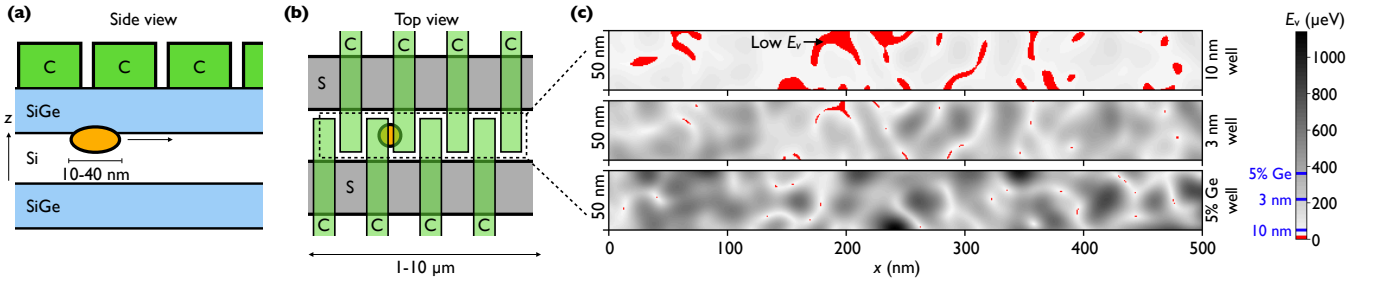 (a)
Side view
C
C
C
SiGe
z
Si
10-40 nm
SiGe
(b)
Top view
C
C
C
C
S
S
C
C
C
C
1-10 μm
(c)
Low Eᵥ
50 nm
10 nm
well
50 nm
3 nm
well
50 nm
5% Ge
well
0
100
200
300
400
500
x (nm)
Eᵥ (μeV)
1000
800
600
400
200
0
5% Ge
3 nm
10 nm